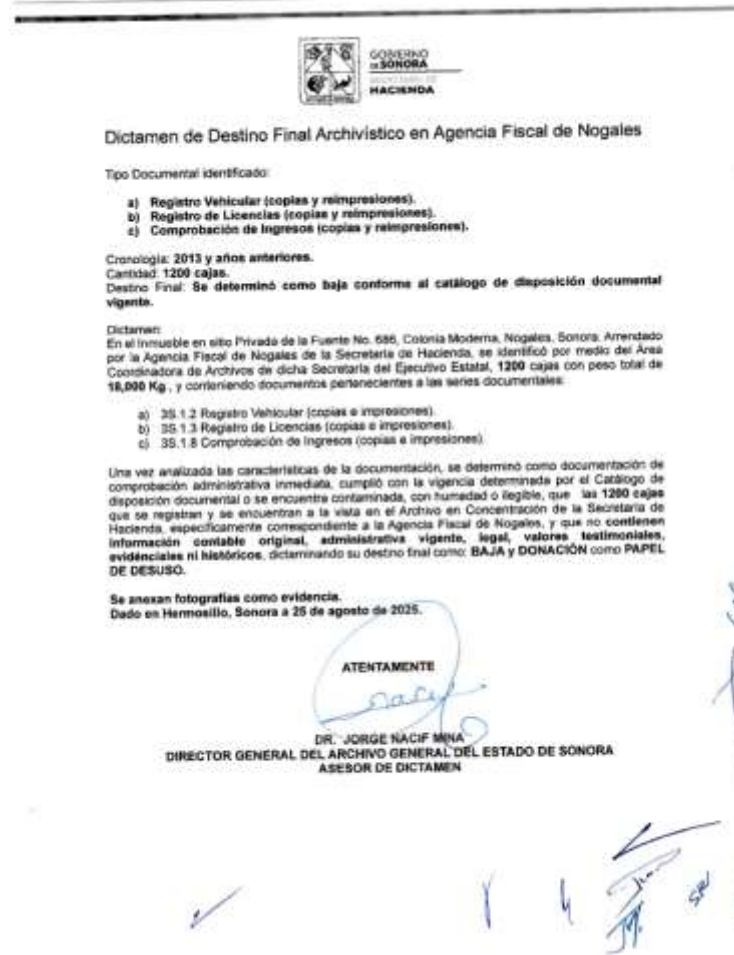 GOBIERNO
DE SONORA
SECRETARÍA DE
HACIENDA
Dictamen de Destino Final Archivístico en Agencia Fiscal de Nogales
Tipo Documental identificado:
a) Registro Vehicular (copias y reimpresiones).
b) Registro de Licencias (copias y reimpresiones).
c) Comprobación de Ingresos (copias y reimpresiones).
Cronología: 2013 y años anteriores.
Cantidad: 1200 cajas.
Destino Final: Se determinó como baja conforme al catálogo de disposición documental
vigente.
Dictamen:
En el Inmueble en sitio Privada de la Fuente No. 686, Colonia Moderna, Nogales, Sonora. Arrendado
por la Agencia Fiscal de Nogales de la Secretaría de Hacienda, se identificó por medio del Área
Coordinadora de Archivos de dicha Secretaría del Ejecutivo Estatal, 1200 cajas con peso total de
18,000 Kg., y conteniendo documentos pertenecientes a las series documentales:
a) 3S.1.2 Registro Vehicular (copias e impresiones).
b) 3S.1.3 Registro de Licencias (copias e impresiones).
c) 3S.1.8 Comprobación de Ingresos (copias e impresiones).
Una vez analizada las características de la documentación, se determinó como documentación de
comprobación administrativa inmediata, cumplió con la vigencia determinada por el Catálogo de
disposición documental o se encuentra contaminada, con humedad o ilegible, que las 1200 cajas
que se registran y se encuentran a la vista en el Archivo en Concentración de la Secretaría de
Hacienda, específicamente correspondiente a la Agencia Fiscal de Nogales, y que no contienen
información contable original, administrativa vigente, legal, valores testimoniales,
evidénciales ni históricos, dictaminando su destino final como: BAJA y DONACIÓN como PAPEL
DE DESUSO.
Se anexan fotografías como evidencia.
Dado en Hermosillo, Sonora a 25 de agosto de 2025.
ATENTAMENTE
DR. JORGE NACIF MINA
DIRECTOR GENERAL DEL ARCHIVO GENERAL DEL ESTADO DE SONORA
ASESOR DE DICTAMEN